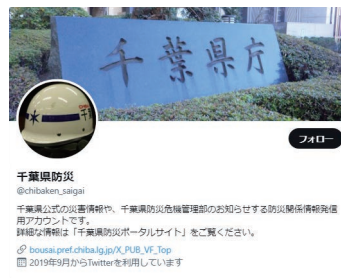 千葉県庁
フォロー
千葉県防災
@chibaken_saigai
千葉県公式の災害情報や、千葉県防災危機管理部のお知らせする防災関係情報発信
用アカウントです。
詳細な情報は「千葉県防災ポータルサイト」をご覧ください。
bousai.pref.chiba.lg.jp/X_PUB_VF_Top
2019年9月からTwitterを利用しています